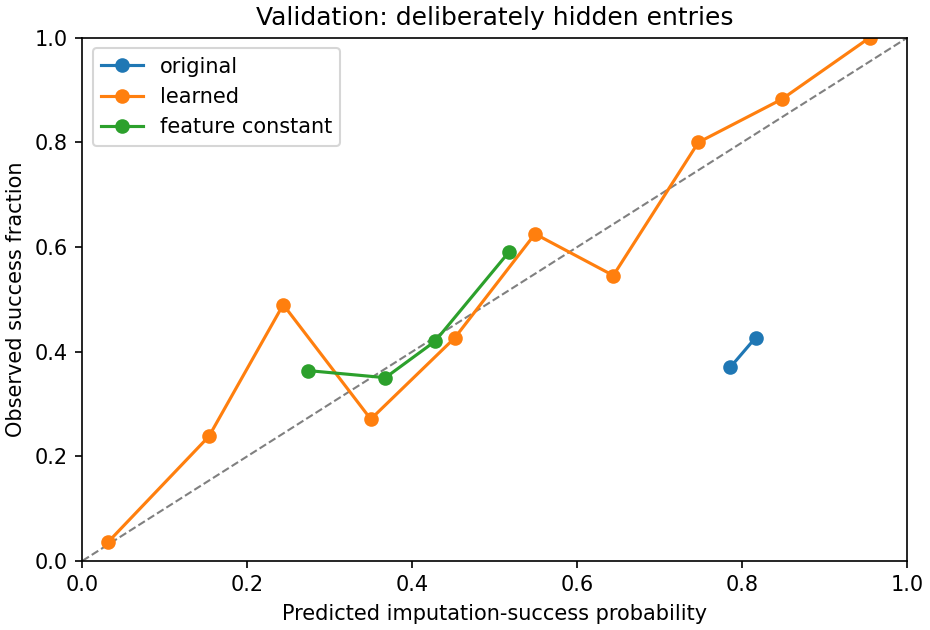 Validation: deliberately hidden entries
original
learned
feature constant
Observed success fraction
1.0
0.8
0.6
0.4
0.2
0.0
0.0 0.2 0.4 0.6 0.8 1.0
Predicted imputation-success probability